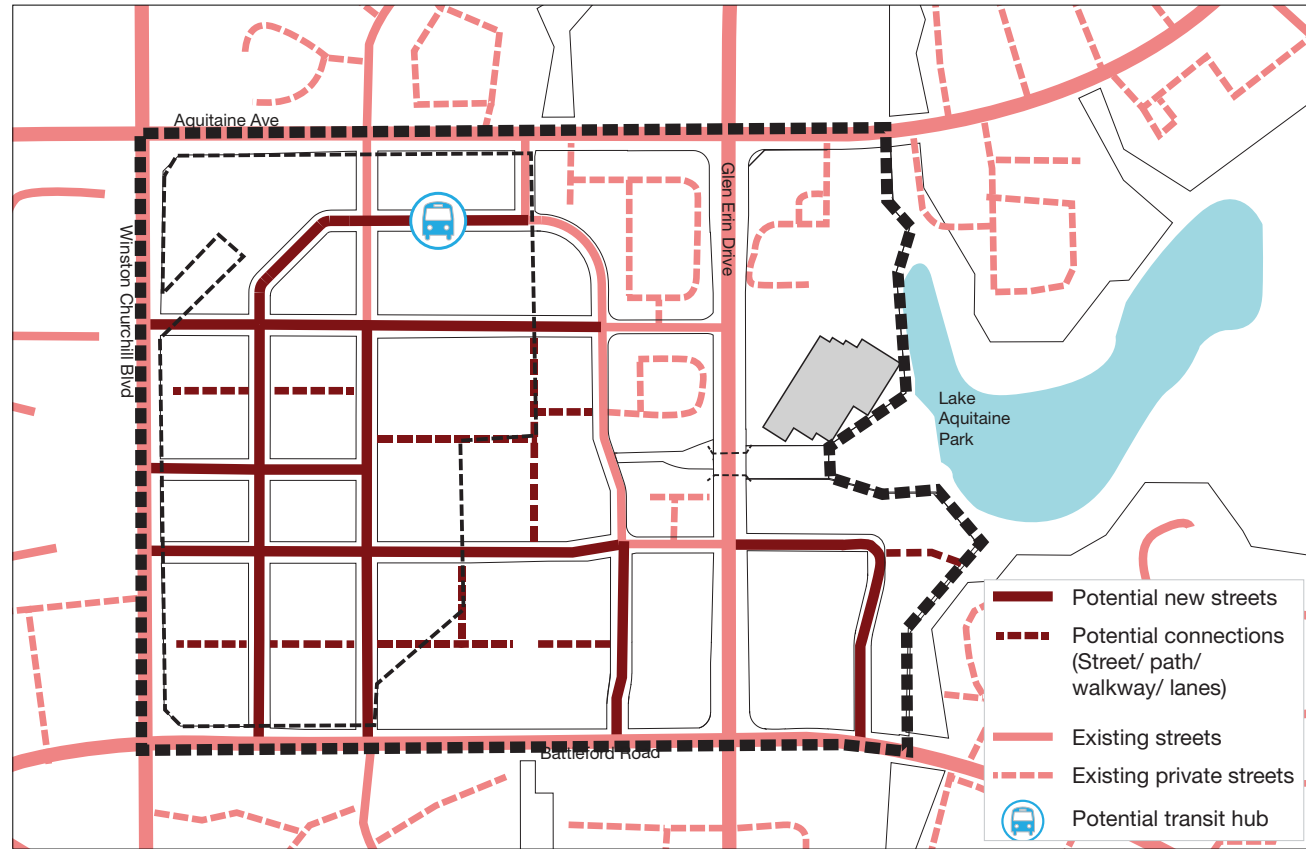 Aquitaine Ave
Glen Erin Drive
Winston Churchill Blvd
Lake
Aquitaine
Park
Battleford Road
Potential new streets
Potential connections
(Street/ path/
walkway/ lanes)
Existing streets
Existing private streets
Potential transit hub